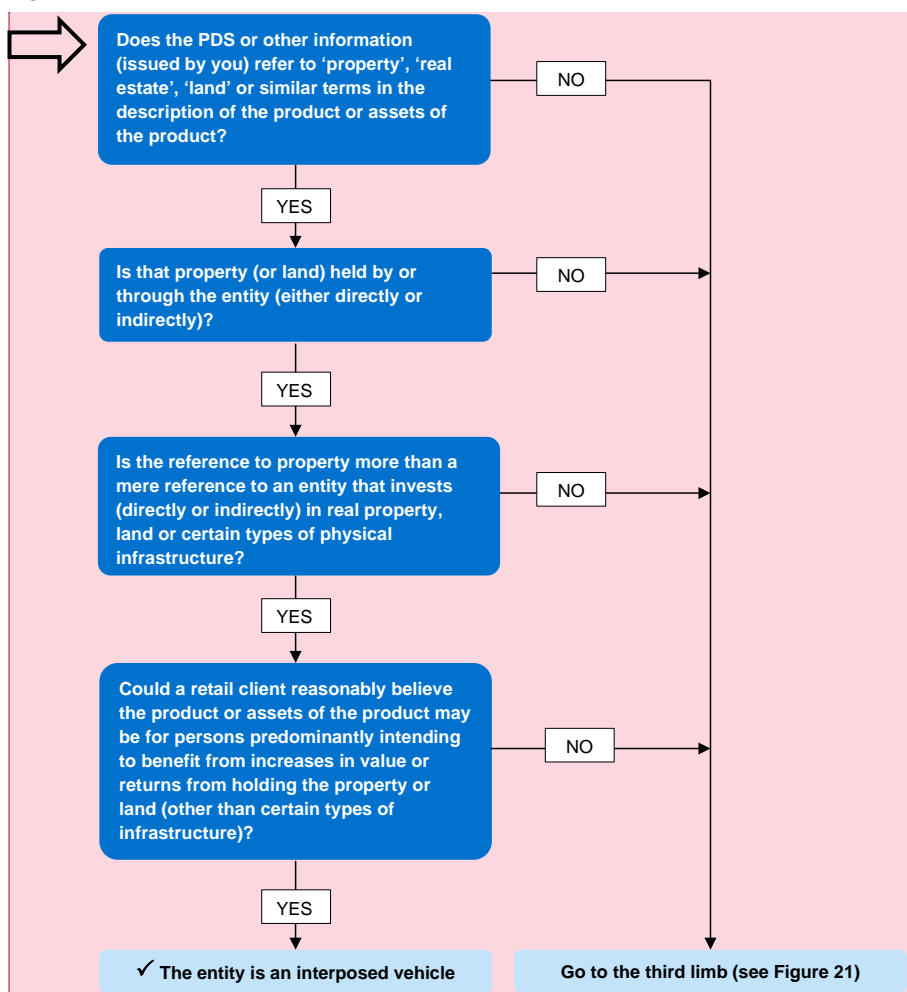 Does the PDS or other information
(issued by you) refer to ‘property’, ‘real
estate’, ‘land’ or similar terms in the
description of the product or assets of
the product?
NO
YES
Is that property (or land) held by or
through the entity (either directly or
indirectly)?
NO
YES
Is the reference to property more than a
mere reference to an entity that invests
(directly or indirectly) in real property,
land or certain types of physical
infrastructure?
NO
YES
Could a retail client reasonably believe
the product or assets of the product may
be for persons predominantly intending
to benefit from increases in value or
returns from holding the property or
land (other than certain types of
infrastructure)?
NO
YES
✓ The entity is an interposed vehicle
Go to the third limb (see Figure 21)